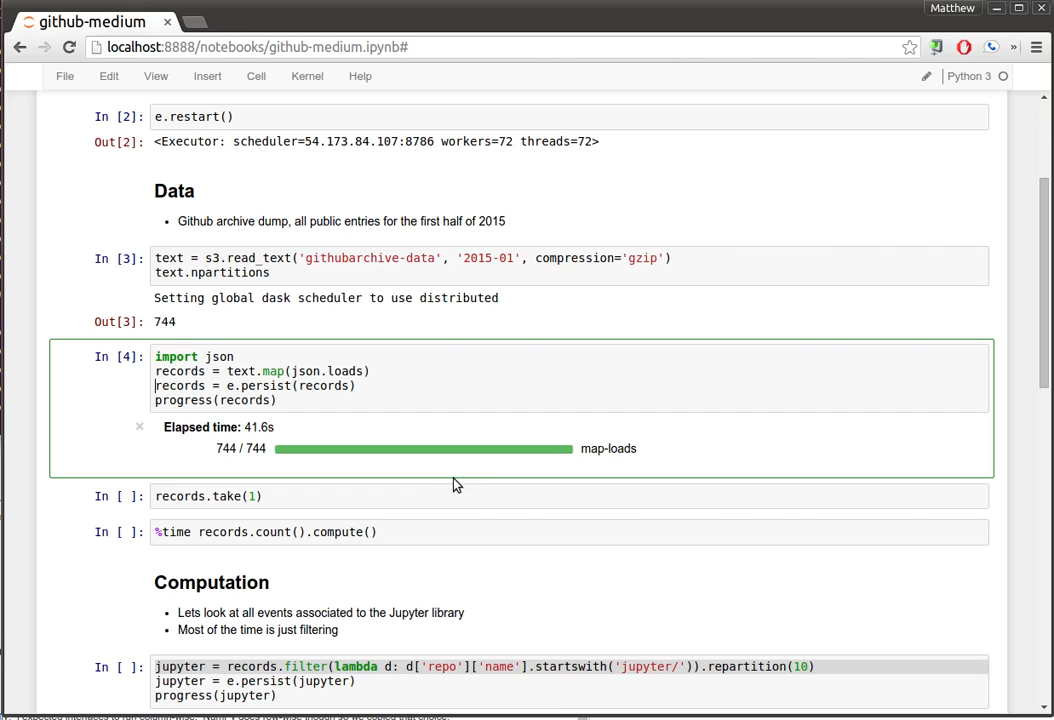 Matthew
github-medium
localhost:8888/notebooks/github-medium.ipynb#
File Edit View Insert Cell Kernel Help Python 3
In [2]: e.restart()
Out[2]: <Executor: scheduler=54.173.84.107:8786 workers=72 threads=72>
Data
• Github archive dump, all public entries for the first half of 2015
In [3]: text = s3.read_text('githubarchive-data', '2015-01', compression='gzip')
text.npartitions
Setting global dask scheduler to use distributed
Out[3]: 744
In [4]: import json
records = text.map(json.loads)
records = e.persist(records)
progress(records)
Elapsed time: 41.6s
744 / 744 map-loads
In [ ]: records.take(1)
In [ ]: %time records.count().compute()
Computation
• Lets look at all events associated to the Jupyter library
• Most of the time is just filtering
In [ ]: jupyter = records.filter(lambda d: d['repo']['name'].startswith('jupyter/')).repartition(10)
jupyter = e.persist(jupyter)
progress(jupyter)